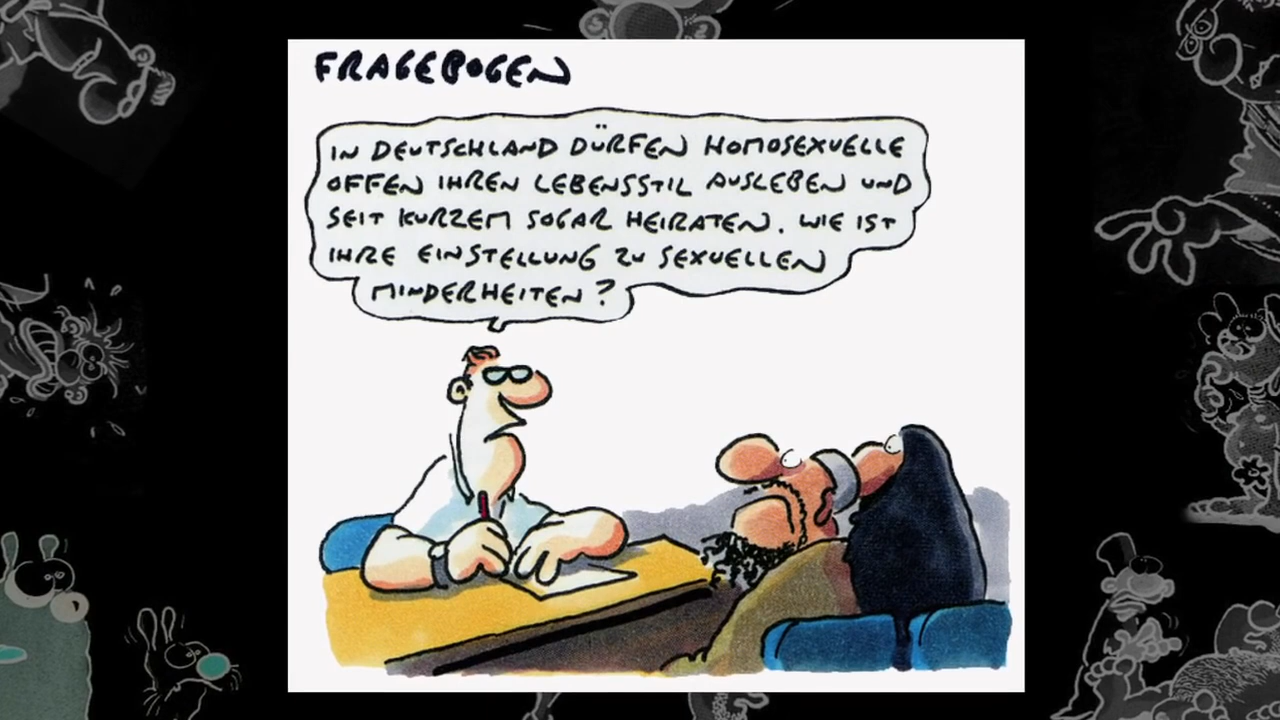 FRAGEBOGEN
IN DEUTSCHLAND DÜRFEN HOMOSEXUELLE
OFFEN IHREN LEBENSSTIL AUSLEBEN UND
SEIT KURZEM SOGAR HEIRATEN. WIE IST
IHRE EINSTELLUNG ZU SEXUELLEN
MINDERHEITEN?